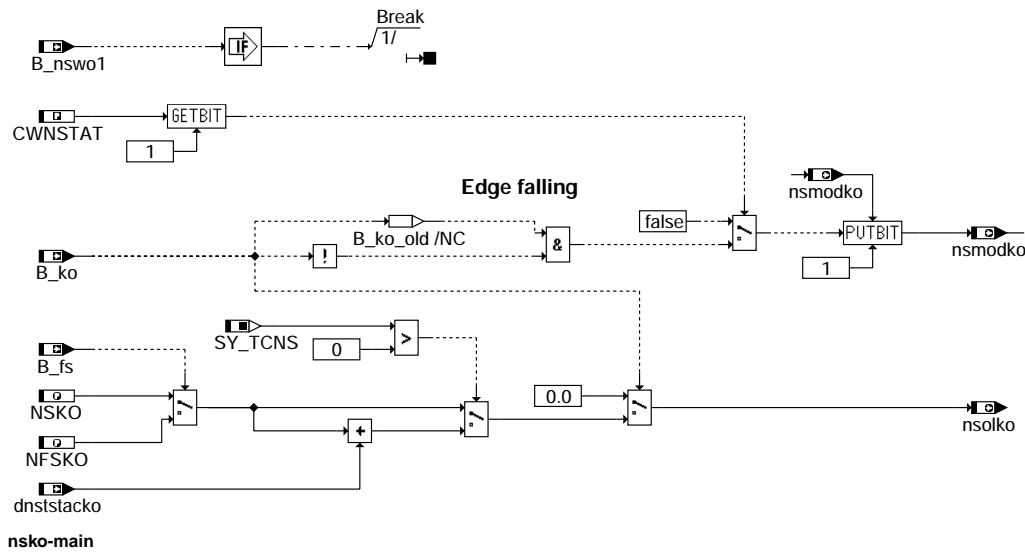 Break
1/
IF
B_nswo1
GETBIT
CWNSTAT
1
Edge falling
nsmodko
false
B_ko_old /NC
&
PUTBIT
!
B_ko
nsmodko
1
SY_TCNS
>
0
B_fs
0.0
NSKO
nsolko
+
NFSKO
dnststacko
nsko-main